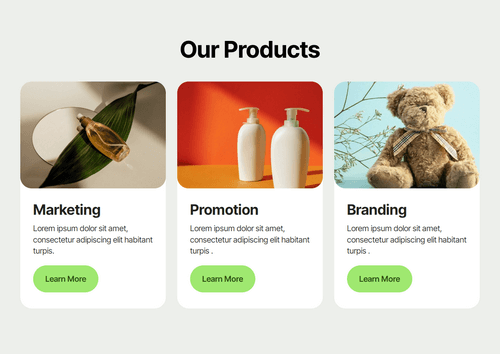 Our Products
Marketing
Lorem ipsum dolor sit amet,
consectetur adipiscing elit habitant
turpis.
Learn More
Promotion
Lorem ipsum dolor sit amet,
consectetur adipiscing elit habitant
turpis .
Learn More
Branding
Lorem ipsum dolor sit amet,
consectetur adipiscing elit habitant
turpis .
Learn More